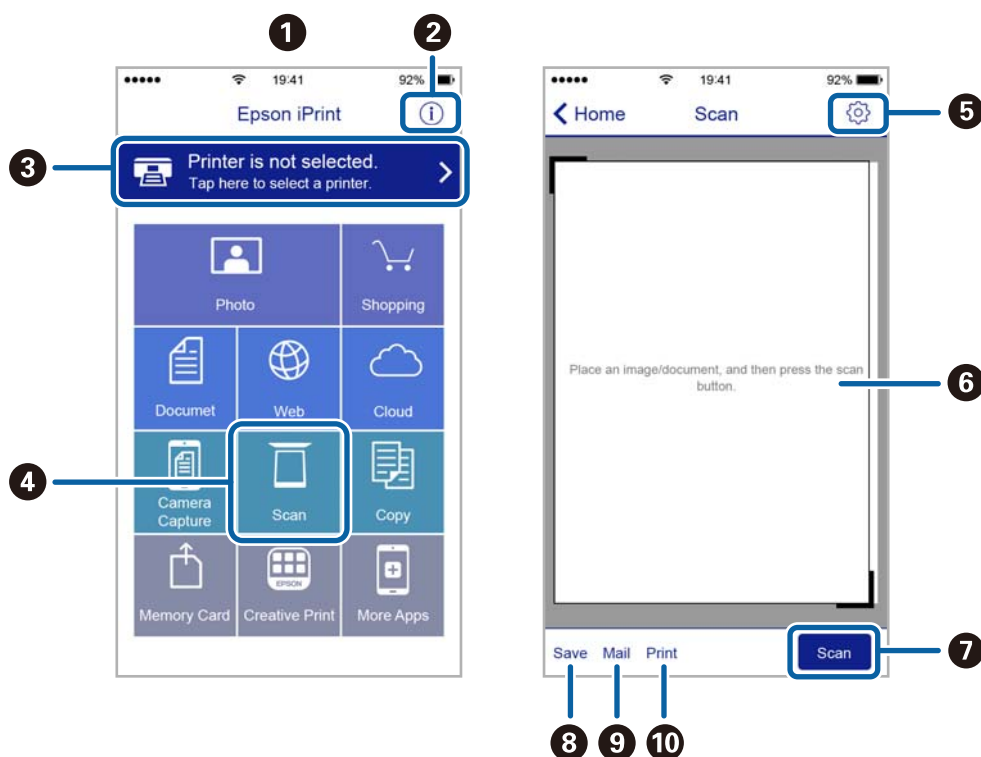 1
2
19:41
92%
Epson iPrint
i
3
Printer is not selected.
Tap here to select a printer.
Photo
Shopping
Documet
Web
Cloud
4
Camera
Capture
Scan
Copy
EPSON
Memory Card
Creative Print
More Apps
19:41
92%
Home
Scan
5
Place an image/document, and then press the scan
button.
6
Save
Mail
Print
Scan
7
8
9
10